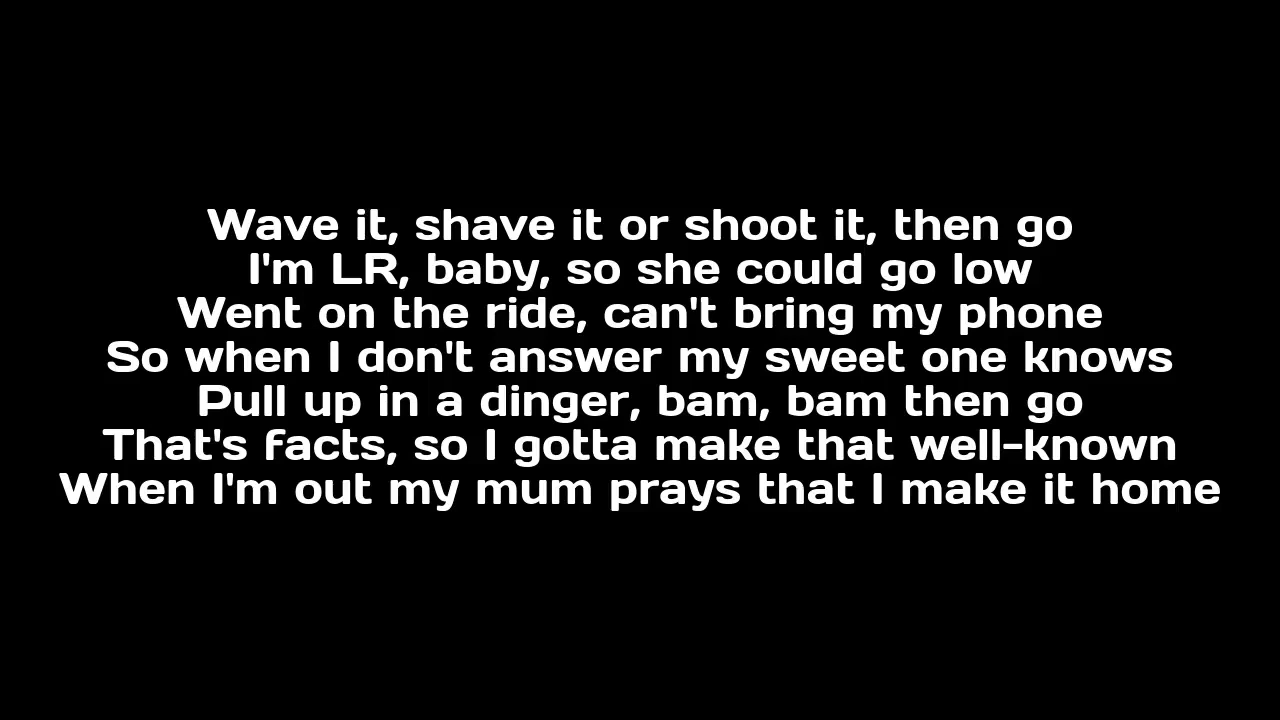 Wave it, shave it or shoot it, then go
I'm LR, baby, so she could go low
Went on the ride, can't bring my phone
So when I don't answer my sweet one knows
Pull up in a dinger, bam, bam then go
That's facts, so I gotta make that well-known
When I'm out my mum prays that I make it home